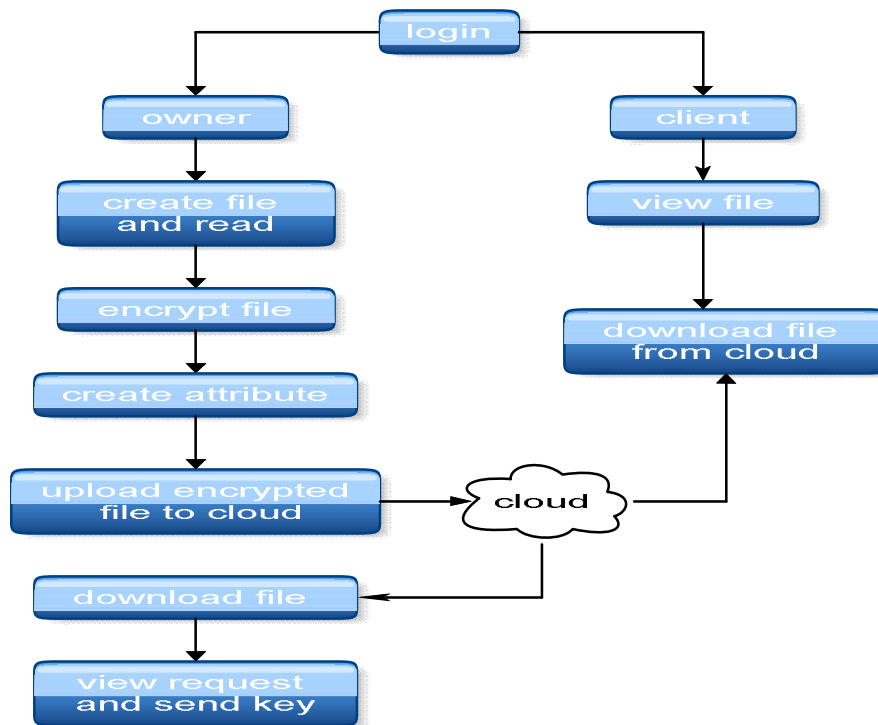 login
owner
client
create file
and read
view file
encrypt file
download file
from cloud
create attribute
upload encrypted
file to cloud
cloud
download file
view request
and send key